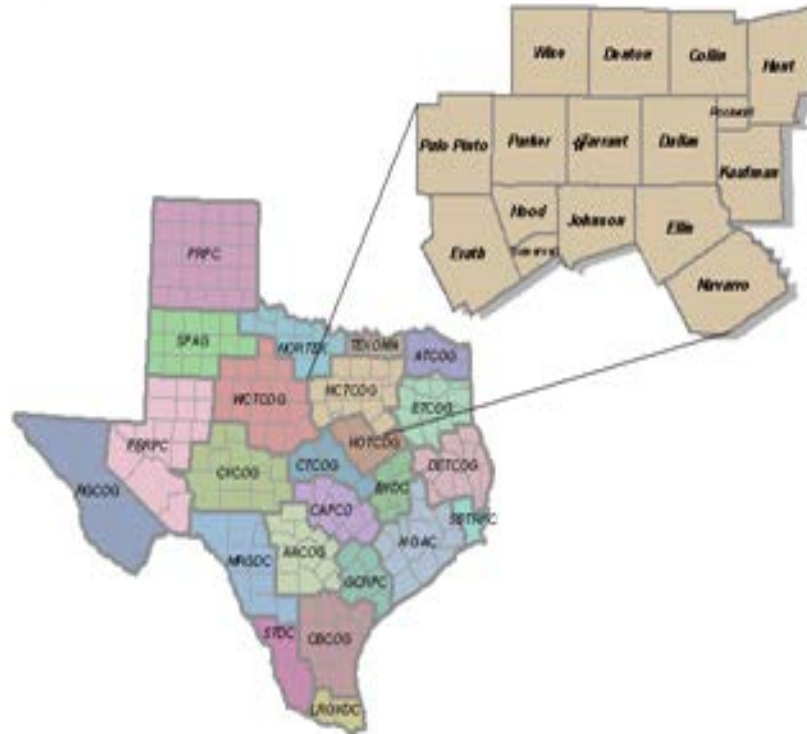 Wise
Denton
Collin
Hunt
Palo Pinto
Parker
Tarrant
Dallas
Rockwall
Kaufman
Hood
Johnson
Ellis
Erath
Navarro
PRPC
SPAG
NORTEX
TEXOMA
ATCOG
WCTCOG
NCTCOG
ETCOG
PBRPC
HOTCOG
RGCOG
CVCOG
CTCOG
BVDC
DETCOG
CAPCO
SETRPC
MRGDC
AACOG
H-GAC
GCRPC
STDC
CBCOG
LRGVDC